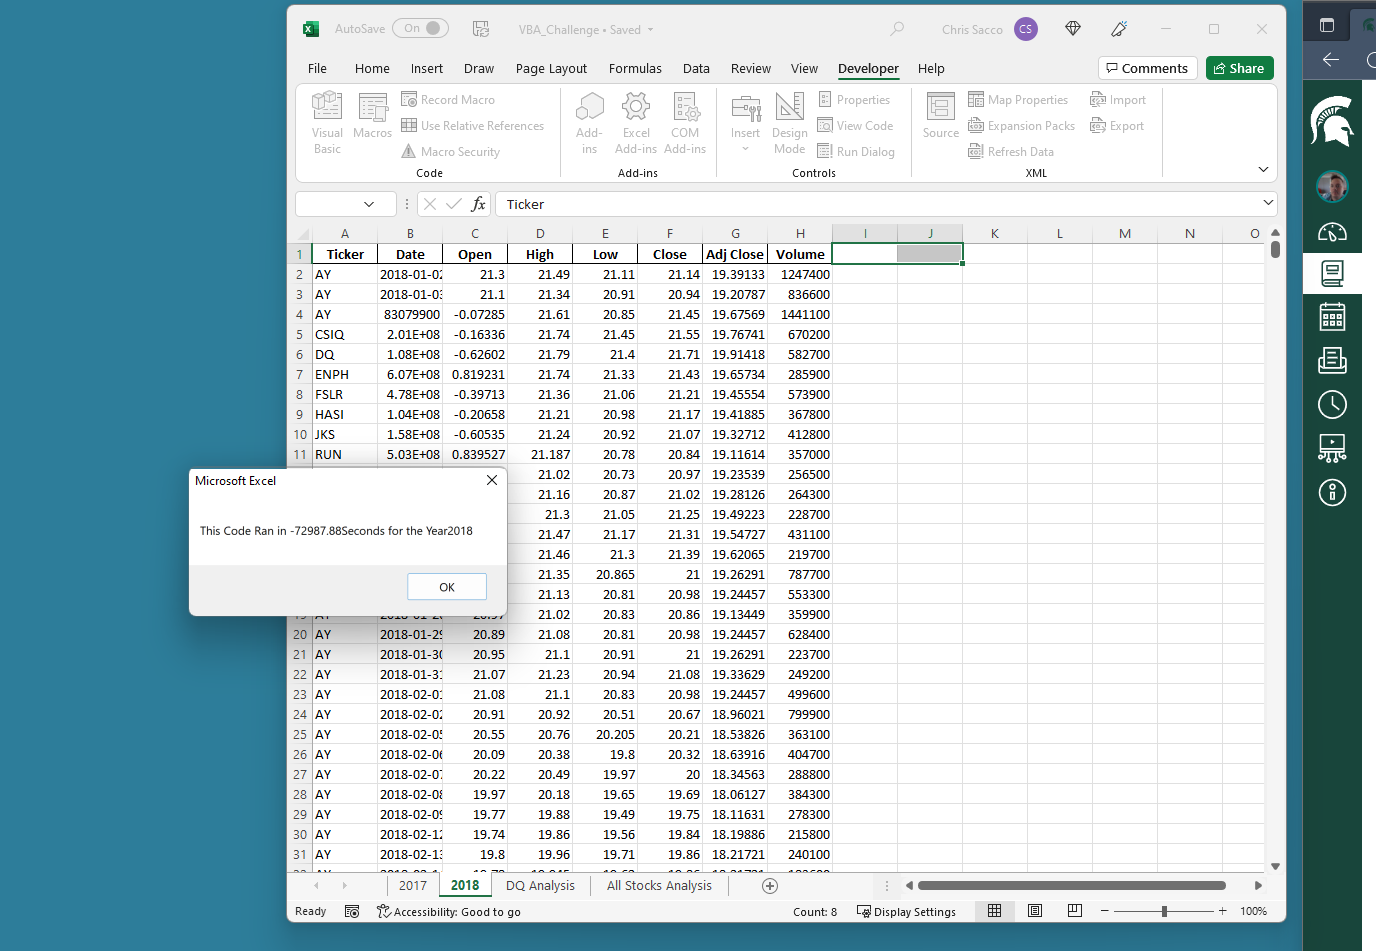 AutoSave On VBA_Challenge • Saved Chris Sacco CS
File Home Insert Draw Page Layout Formulas Data Review View Developer Help Comments Share
Visual Basic Macros Record Macro Use Relative References Macro Security
Add-ins Excel Add-ins COM Add-ins
Insert Design Mode Properties View Code Run Dialog
Source Map Properties Expansion Packs Refresh Data Import Export
Code Add-ins Controls XML
fx Ticker
A B C D E F G H I J K L M N O
1 Ticker Date Open High Low Close Adj Close Volume
2 AY 2018-01-02 21.3 21.49 21.11 21.14 19.39133 1247400
3 AY 2018-01-03 21.1 21.34 20.91 20.94 19.20787 836600
4 AY 83079900 -0.07285 21.61 20.85 21.45 19.67569 1441100
5 CSIQ 2.01E+08 -0.16336 21.74 21.45 21.55 19.76741 670200
6 DQ 1.08E+08 -0.62602 21.79 21.4 21.71 19.91418 582700
7 ENPH 6.07E+08 0.819231 21.74 21.33 21.43 19.65734 285900
8 FSLR 4.78E+08 -0.39713 21.36 21.06 21.21 19.45554 573900
9 HASI 1.04E+08 -0.20658 21.21 20.98 21.17 19.41885 367800
10 JKS 1.58E+08 -0.60535 21.24 20.92 21.07 19.32712 412800
11 RUN 5.03E+08 0.839527 21.187 20.78 20.84 19.11614 357000
21.02 20.73 20.97 19.23539 256500
21.16 20.87 21.02 19.28126 264300
21.3 21.05 21.25 19.49223 228700
21.47 21.17 21.31 19.54727 431100
21.46 21.3 21.39 19.62065 219700
21.35 20.865 21 19.26291 787700
21.13 20.81 20.98 19.24457 553300
21.02 20.83 20.86 19.13449 359900
Microsoft Excel
This Code Ran in -72987.88Seconds for the Year2018
OK
20 AY 2018-01-29 20.89 21.08 20.81 20.98 19.24457 628400
21 AY 2018-01-30 20.95 21.1 20.91 21 19.26291 223700
22 AY 2018-01-31 21.07 21.23 20.94 21.08 19.33629 249200
23 AY 2018-02-01 21.08 21.1 20.83 20.98 19.24457 499600
24 AY 2018-02-02 20.91 20.92 20.51 20.67 18.96021 799900
25 AY 2018-02-05 20.55 20.76 20.205 20.21 18.53826 363100
26 AY 2018-02-06 20.09 20.38 19.8 20.32 18.63916 404700
27 AY 2018-02-07 20.22 20.49 19.97 20 18.34563 288800
28 AY 2018-02-08 19.97 20.18 19.65 19.69 18.06127 384300
29 AY 2018-02-09 19.77 19.88 19.49 19.75 18.11631 278300
30 AY 2018-02-12 19.74 19.86 19.56 19.84 18.19886 215800
31 AY 2018-02-13 19.8 19.96 19.71 19.86 18.21721 240100
2017 2018 DQ Analysis All Stocks Analysis
Ready Accessibility: Good to go Count: 8 Display Settings 100%